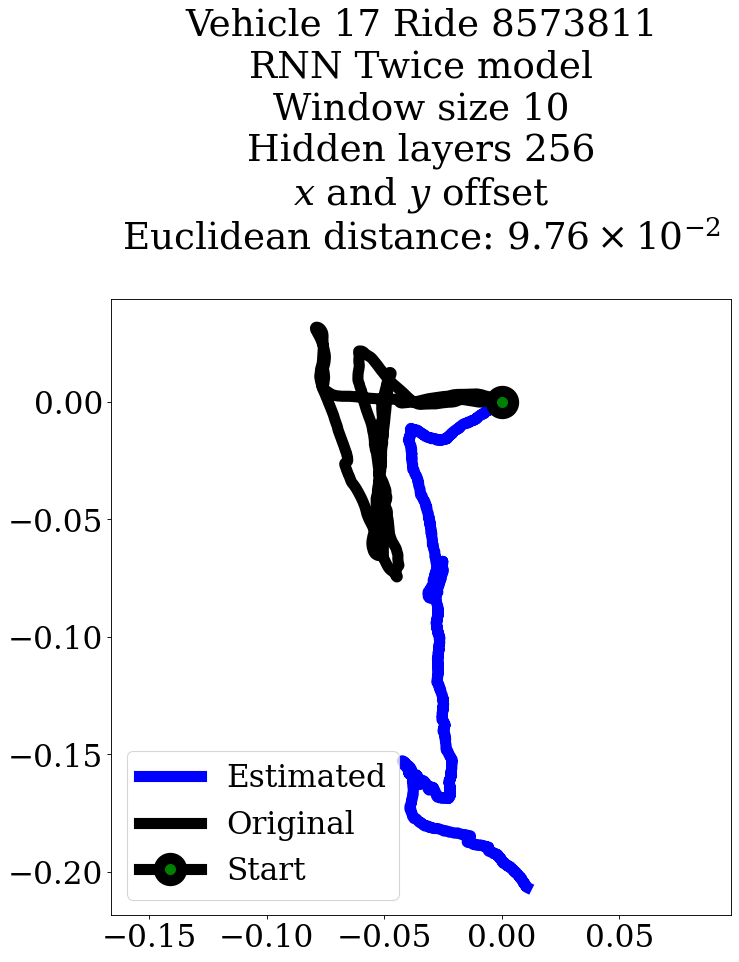 Vehicle 17 Ride 8573811
RNN Twice model
Window size 10
Hidden layers 256
x and y offset
Euclidean distance: 9.76 × 10⁻²
0.00
−0.05
−0.10
−0.15
−0.20
Estimated
Original
Start
−0.15 −0.10 −0.05 0.00 0.05